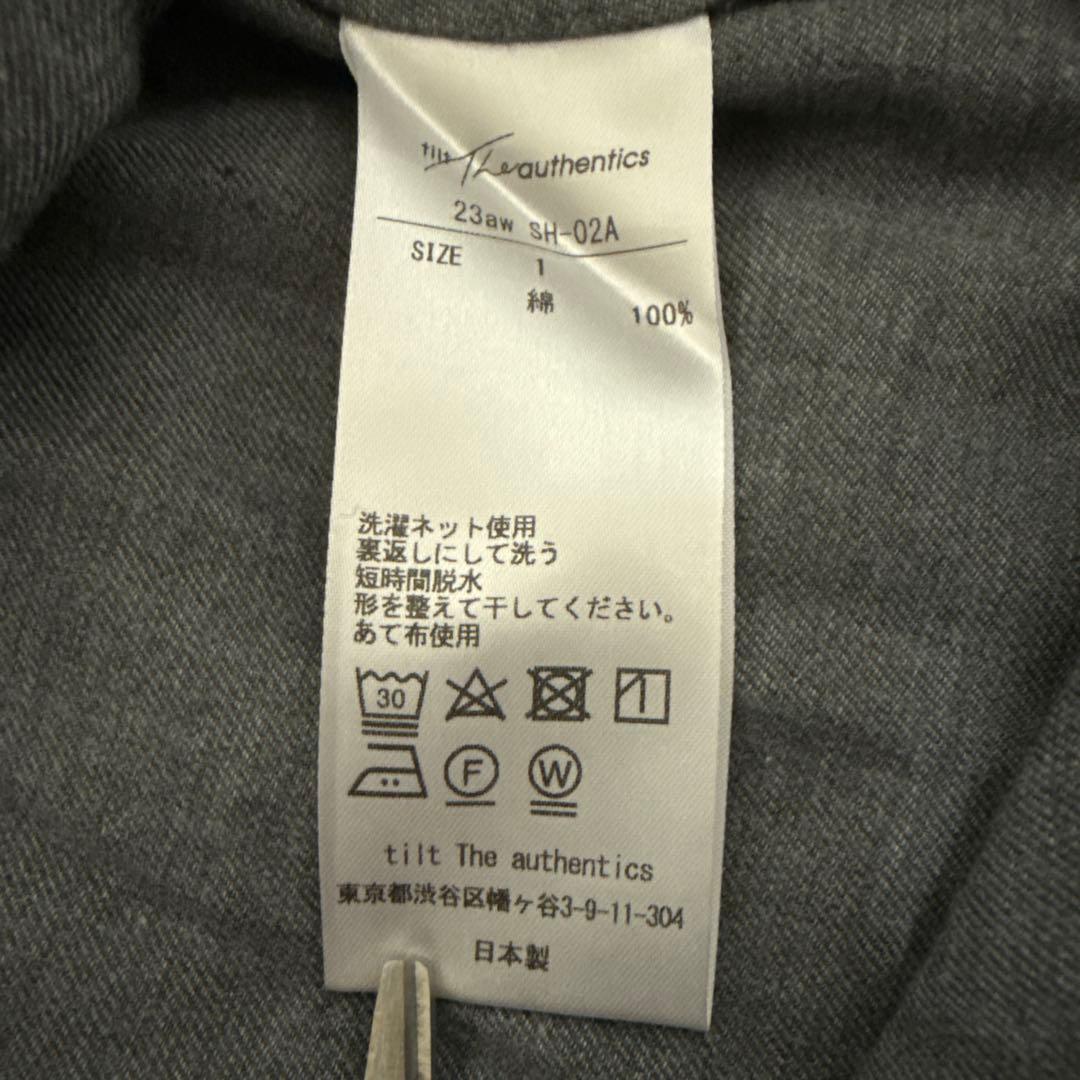 tilt The authentics
23aw SH-02A
SIZE 1
綿 100%
洗濯ネット使用
裏返しにして洗う
短時間脱水
形を整えて干してください。
あて布使用
30
F W
tilt The authentics
東京都渋谷区幡ヶ谷3-9-11-304
日本製